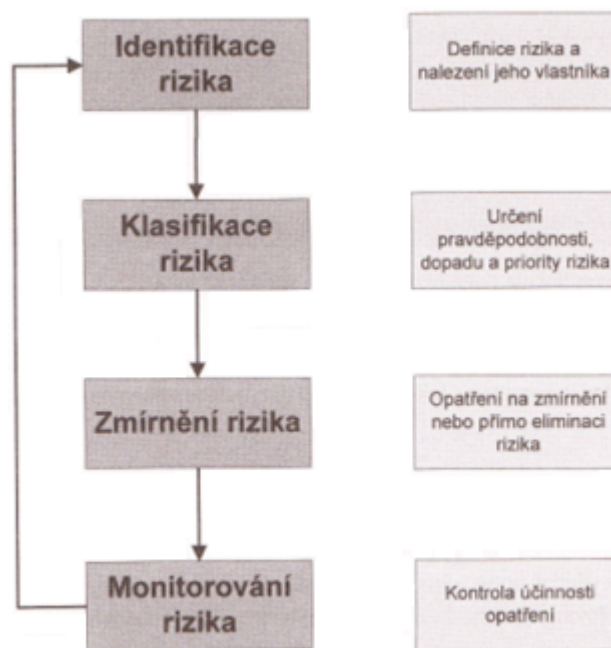 Identifikace
rizika
Definice rizika a
nalezení jeho vlastníka
Klasifikace
rizika
Určení
pravděpodobnosti,
dopadu a priority rizika
Zmírnění rizika
Opatření na zmírnění
nebo přímo eliminaci
rizika
Monitorování
rizika
Kontrola účinnosti
opatření